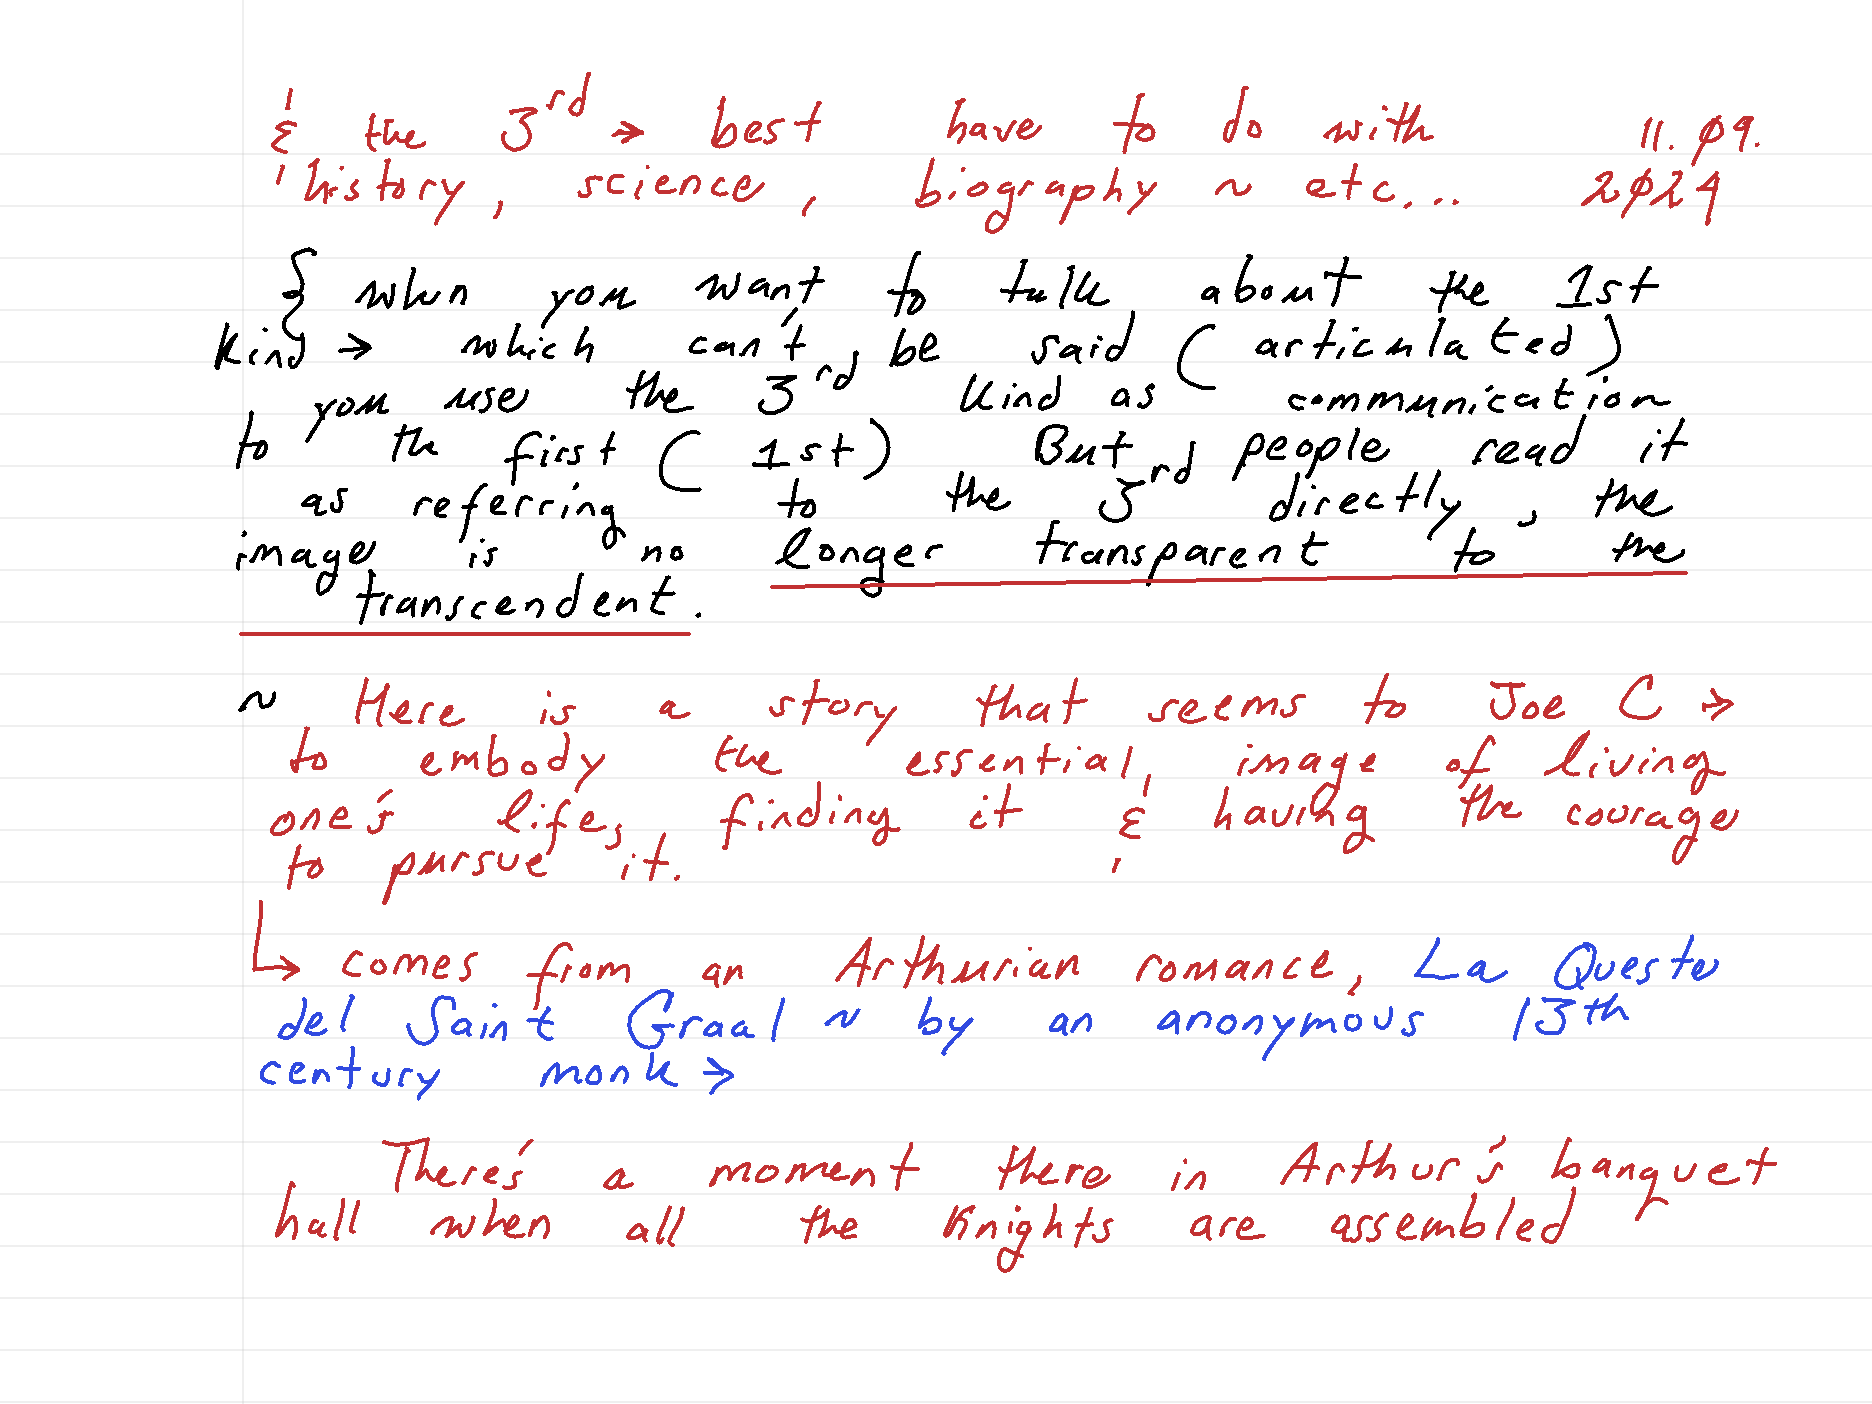 & the 3rd → best have to do with 11. Ø9.
history, science, biography ~ etc... 2Ø24
{ when you want to talk about the 1st
kind → which can't be said (articulated)
you use the 3rd kind as communication
to the first (1st) But, people read it
as referring to the 3rd directly, the
image is no longer transparent to the
transcendent.
~ Here is a story that seems to Joe C →
to embody the essential image of living
one's life, finding it & having the courage
to pursue it.
↳ comes from an Arthurian romance, La Queste
del Saint Graal ~ by an anonymous 13th
century monk →
There's a moment there in Arthur's banquet
hall when all the Knights are assembled